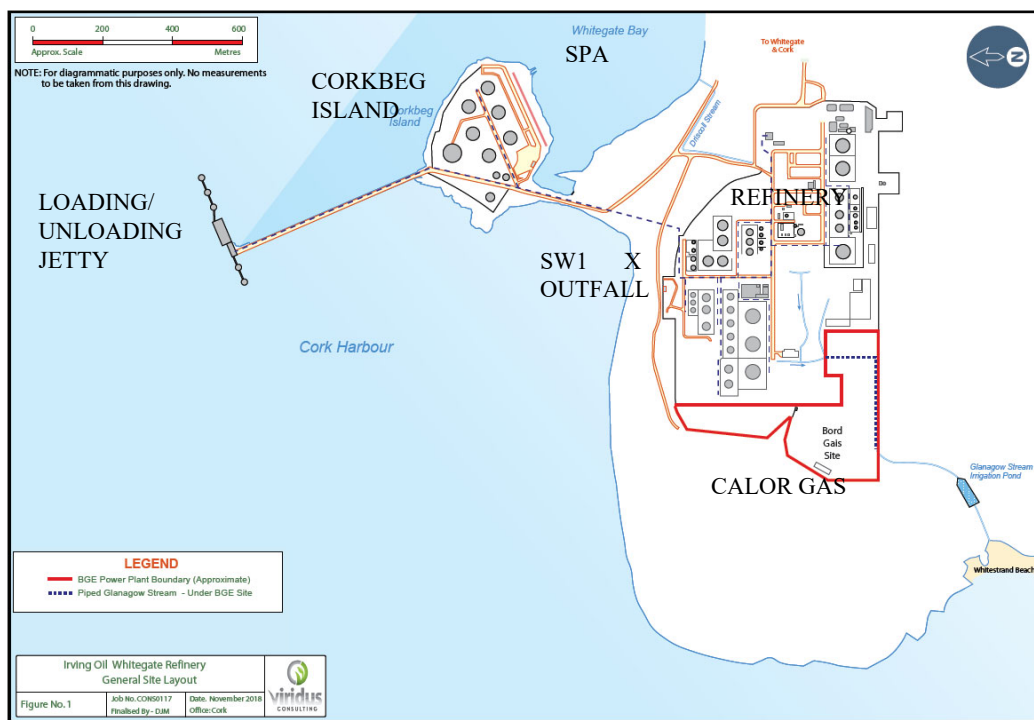 0 200 400 600
Approx. Scale Metres
NOTE: For diagrammatic purposes only. No measurements
to be taken from this drawing.
Whitegate Bay
SPA
To Whitegate
& Cork
N
CORKBEG
ISLAND
Corkbeg
Island
Driscoll Stream
LOADING/
UNLOADING
JETTY
REFINERY
SW1 X
OUTFALL
Cork Harbour
Bord
Gais
Site
CALOR GAS
Glanagow Stream
Irrigation Pond
Whitestrand Beach
LEGEND
BGE Power Plant Boundary (Approximate)
Piped Glanagow Stream - Under BGE Site
Irving Oil Whitegate Refinery
General Site Layout
Figure No. 1
Job No. CONS0117
Finalised By - DJM
Date. November 2018
Office: Cork
viridus
CONSULTING